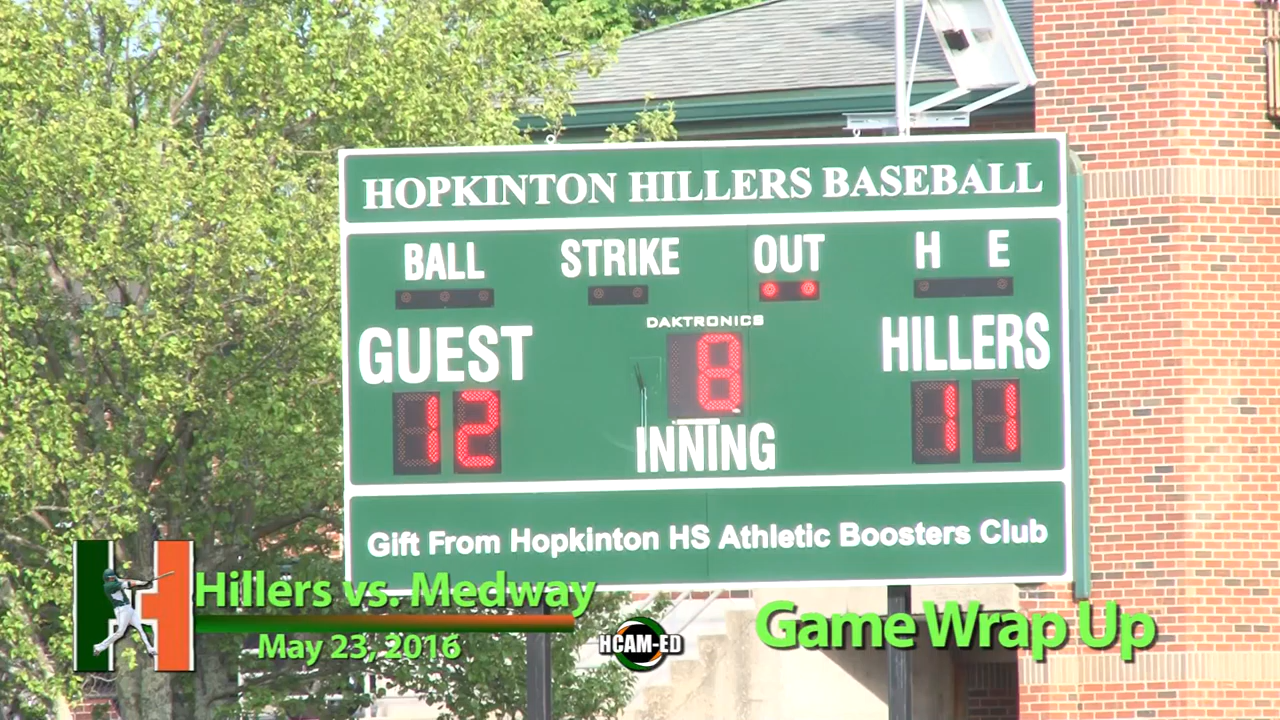 HOPKINTON HILLERS BASEBALL
BALL STRIKE OUT H E
DAKTRONICS
GUEST 8 HILLERS
12 INNING 11
Gift From Hopkinton HS Athletic Boosters Club
H Hillers vs. Medway
May 23, 2016
HCAM-ED
Game Wrap Up